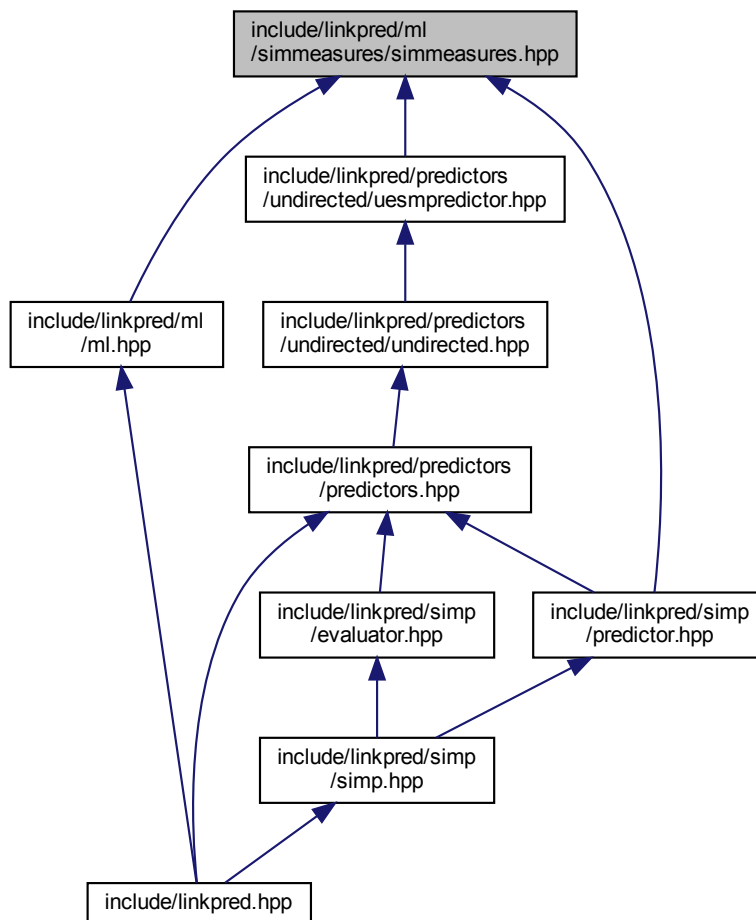 include/linkpred/ml
/simmeasures/simmeasures.hpp
include/linkpred/predictors
/undirected/uesmpredictor.hpp
include/linkpred/ml
/ml.hpp
include/linkpred/predictors
/undirected/undirected.hpp
include/linkpred/predictors
/predictors.hpp
include/linkpred/simp
/evaluator.hpp
include/linkpred/simp
/predictor.hpp
include/linkpred/simp
/simp.hpp
include/linkpred.hpp